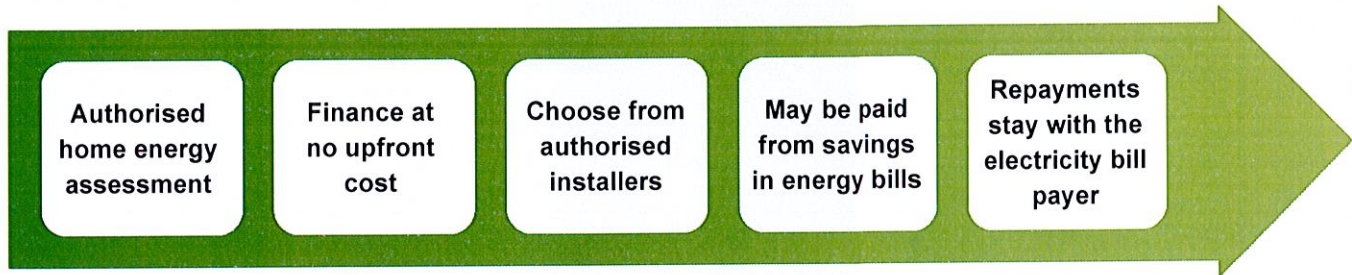 Authorised
home energy
assessment
Finance at
no upfront
cost
Choose from
authorised
installers
May be paid
from savings
in energy bills
Repayments
stay with the
electricity bill
payer